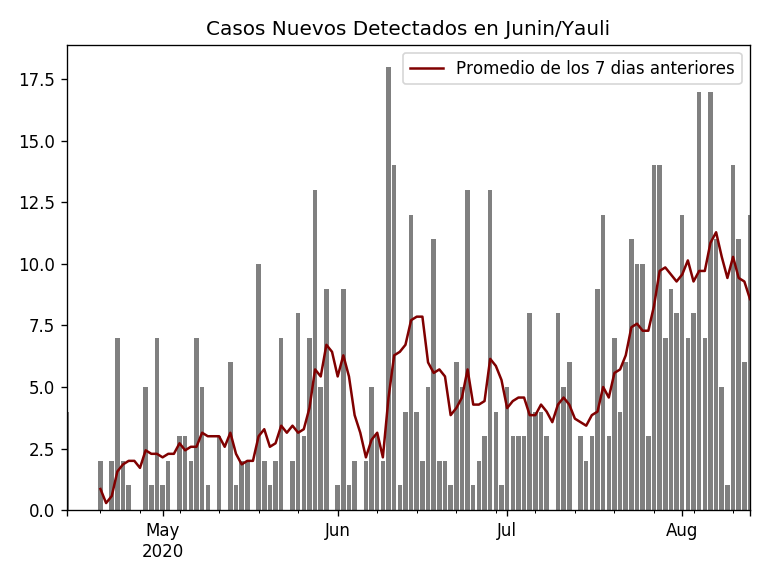 Casos Nuevos Detectados en Junin/Yauli
Promedio de los 7 dias anteriores
17.5
15.0
12.5
10.0
7.5
5.0
2.5
0.0
May
2020
Jun
Jul
Aug